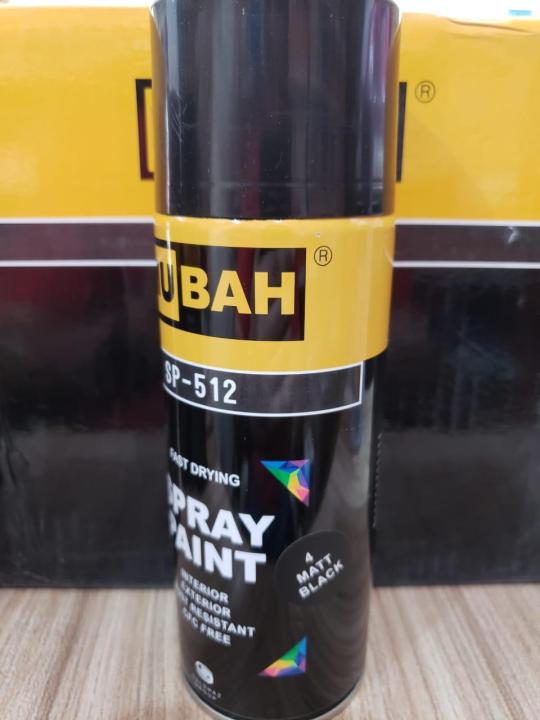 ®
UBAH ®
SP-512
FAST DRYING
SPRAY
PAINT
INTERIOR
EXTERIOR
RESISTANT
CFC FREE
4
MATT
BLACK